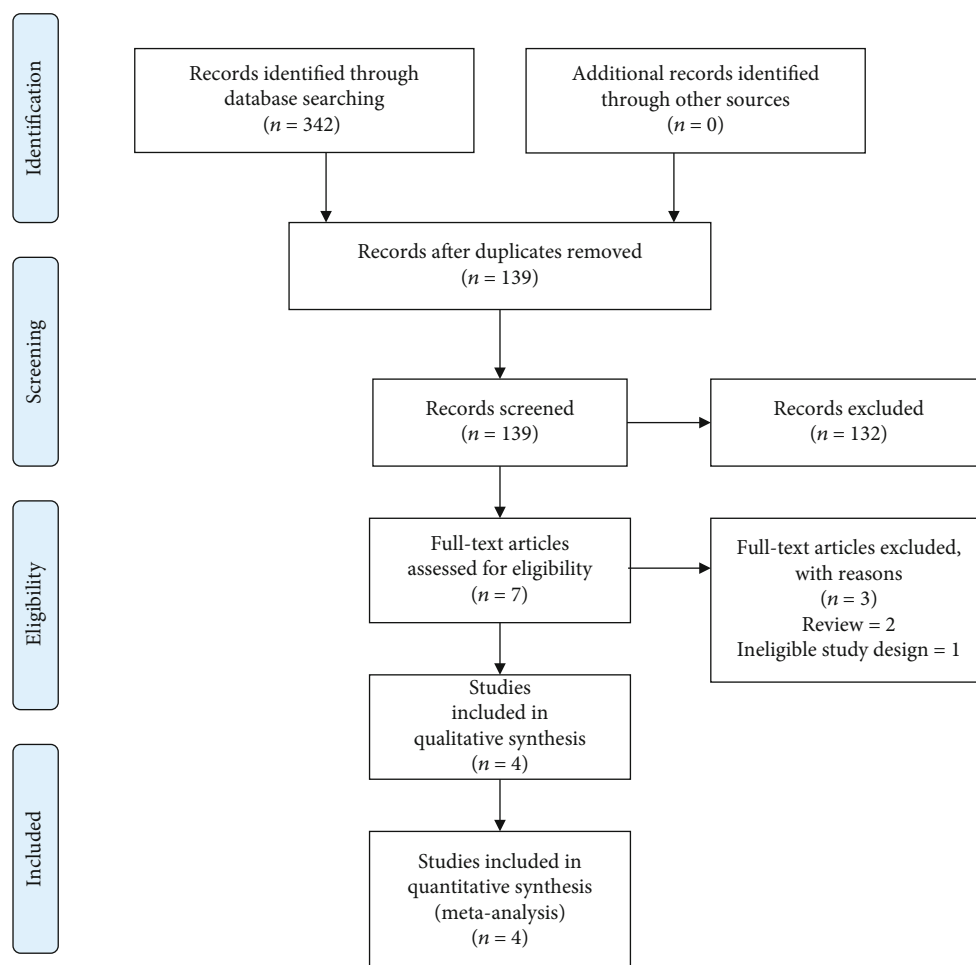 Identification
Records identified through
database searching
(n = 342)
Additional records identified
through other sources
(n = 0)
Records after duplicates removed
(n = 139)
Screening
Records screened
(n = 139)
Records excluded
(n = 132)
Eligibility
Full-text articles
assessed for eligibility
(n = 7)
Full-text articles excluded,
with reasons
(n = 3)
Review = 2
Ineligible study design = 1
Studies
included in
qualitative synthesis
(n = 4)
Included
Studies included in
quantitative synthesis
(meta-analysis)
(n = 4)